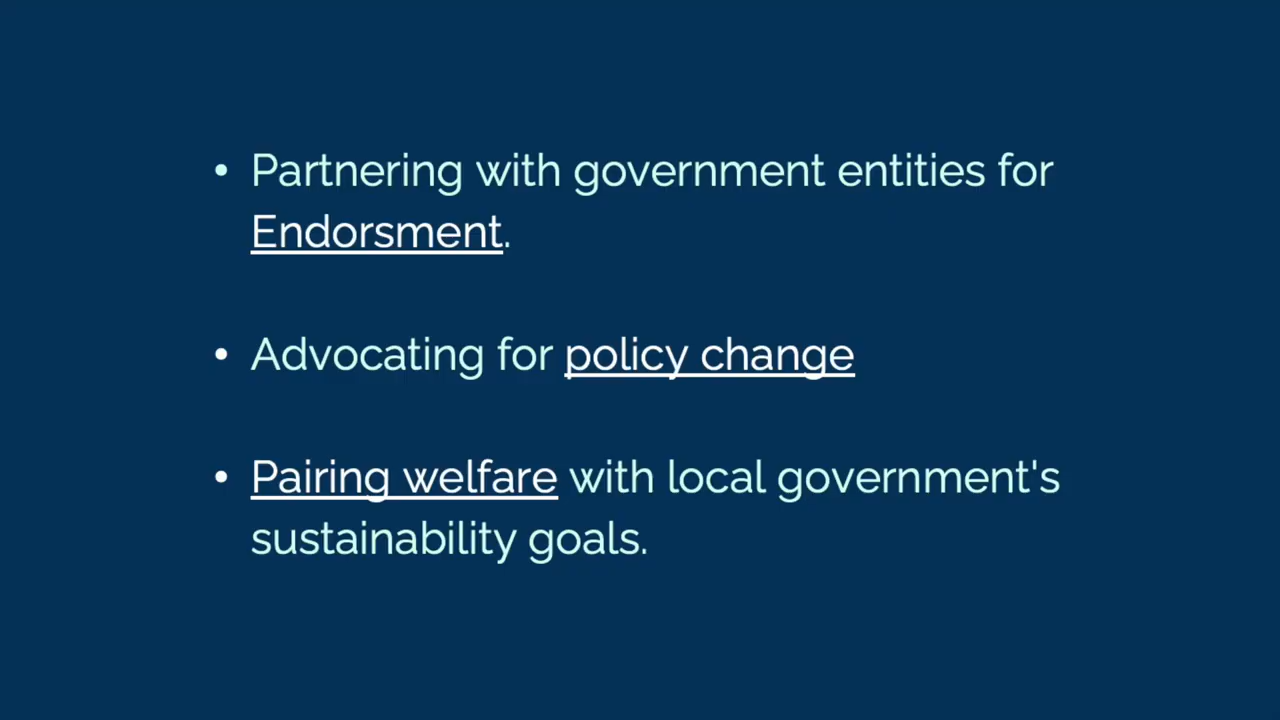 • Partnering with government entities for
Endorsment.
• Advocating for policy change
• Pairing welfare with local government's
sustainability goals.